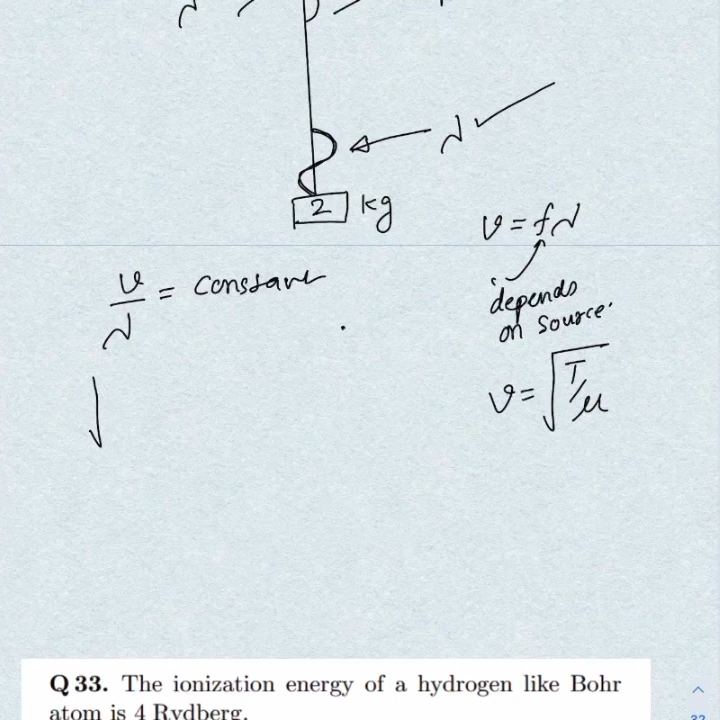 λ
2 kg
v = fλ
v/λ = constant
depends
on source.
v = √T/μ
Q 33. The ionization energy of a hydrogen like Bohr
atom is 4 Rydberg.